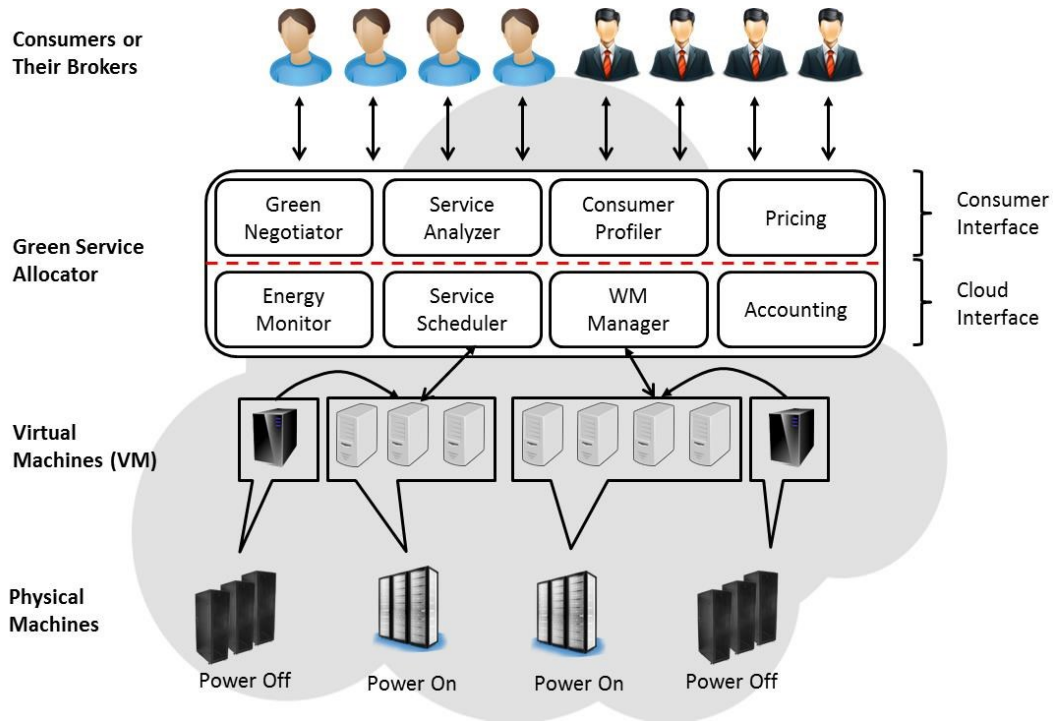 Consumers or
Their Brokers
Green Service
Allocator
Green
Negotiator
Service
Analyzer
Consumer
Profiler
Pricing
Consumer
Interface
Energy
Monitor
Service
Scheduler
WM
Manager
Accounting
Cloud
Interface
Virtual
Machines (VM)
Physical
Machines
Power Off
Power On
Power On
Power Off